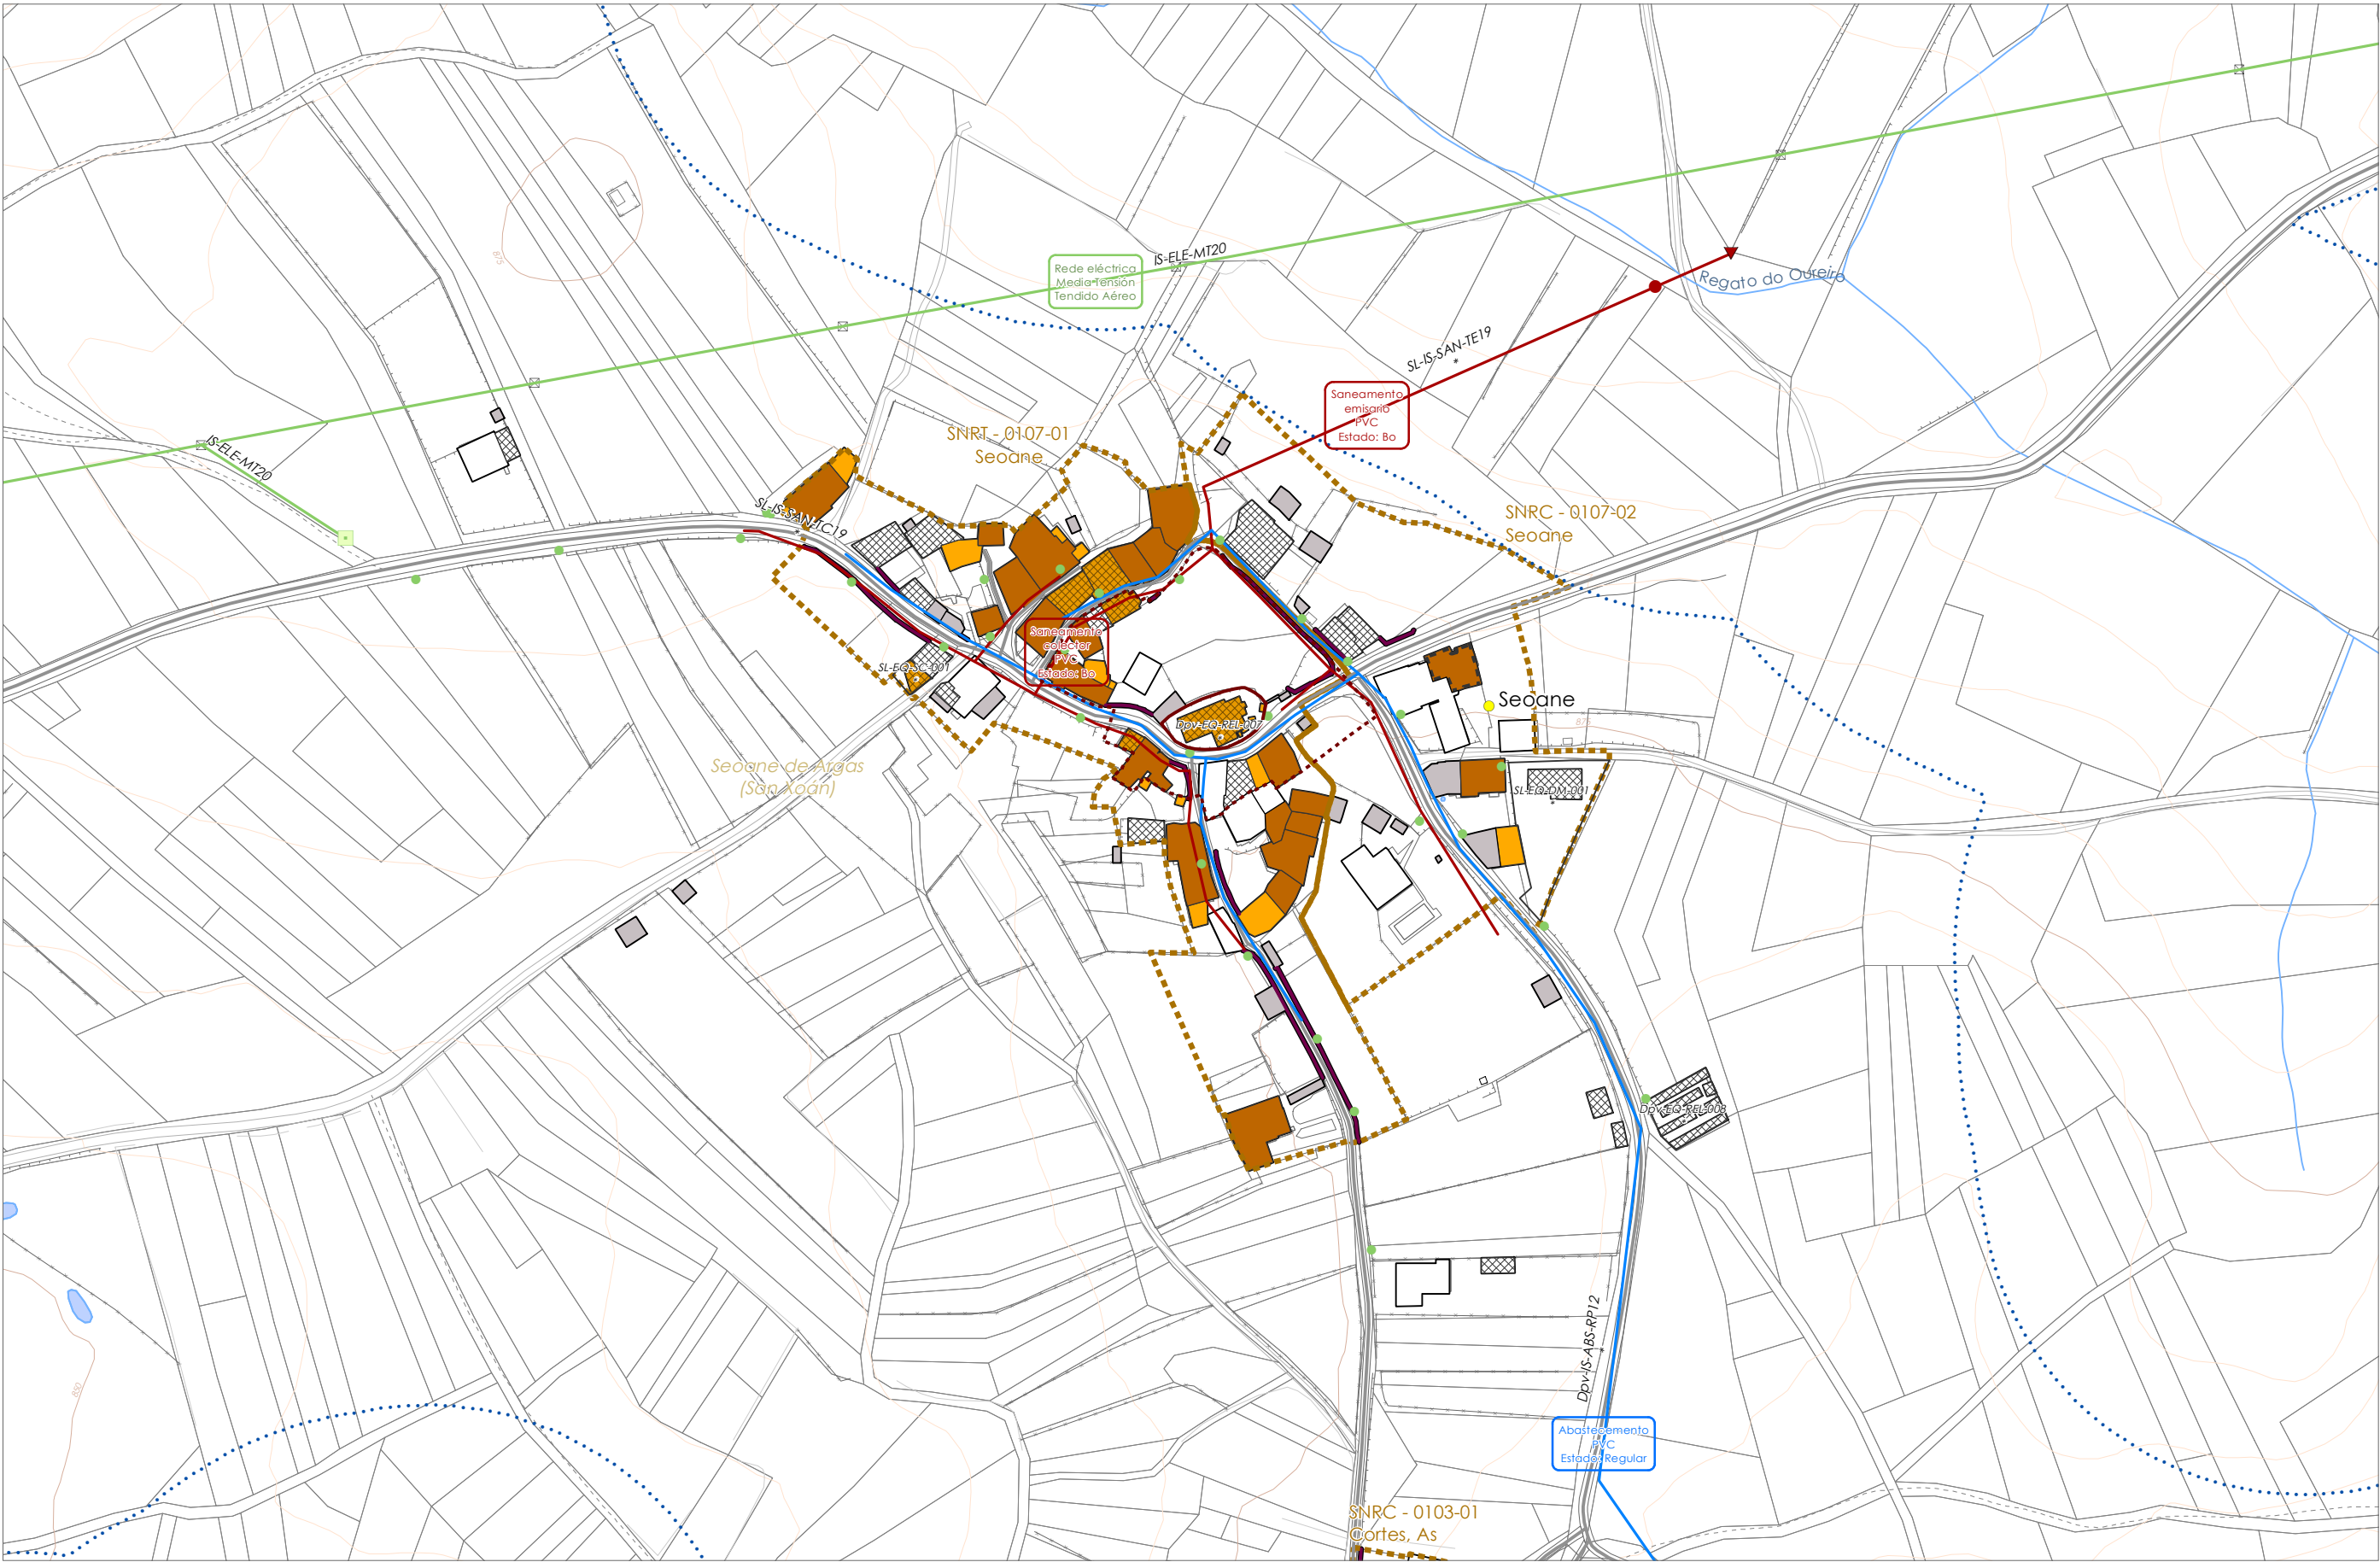 875
IS-ELE-MT20
Rede eléctrica
Media Tensión
Tendido Aéreo
Regato do Oureiro
SL-IS-SAN-TE19
Saneamento
emisario
PVC
Estado: Bo
IS-ELE-MT20
SNRT - 0107-01
Seoane
SL-IS-SAN-TC19
SNRC - 0107-02
Seoane
Saneamento
colector
PVC
Estado: Bo
SL-EQ-SC-001
Seoane
Dpv-EQ-REL-007
875
Seoane de Argas
(San Xoán)
SL-EQ-DM-001
Dpv-EQ-REL-008
Dpv-IS-ABS-RP12
850
Abastecemento
PVC
Estado: Regular
SNRC - 0103-01
Cortes, As